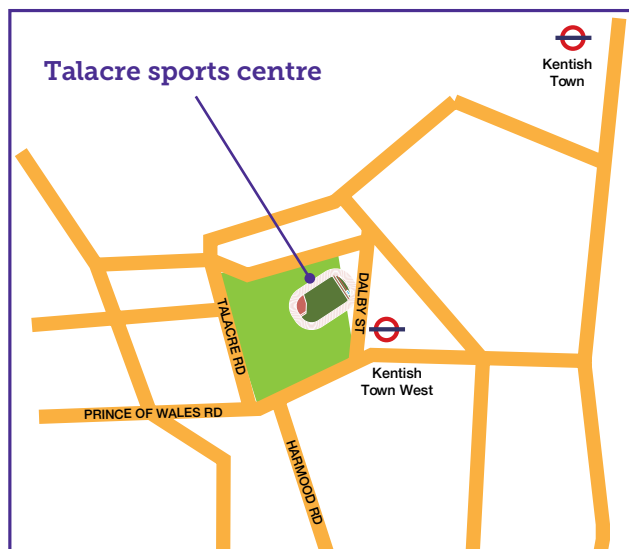 Kentish
Town
Talacre sports centre
DALBY ST
TALACRE RD
Kentish
Town West
PRINCE OF WALES RD
HARMOOD RD